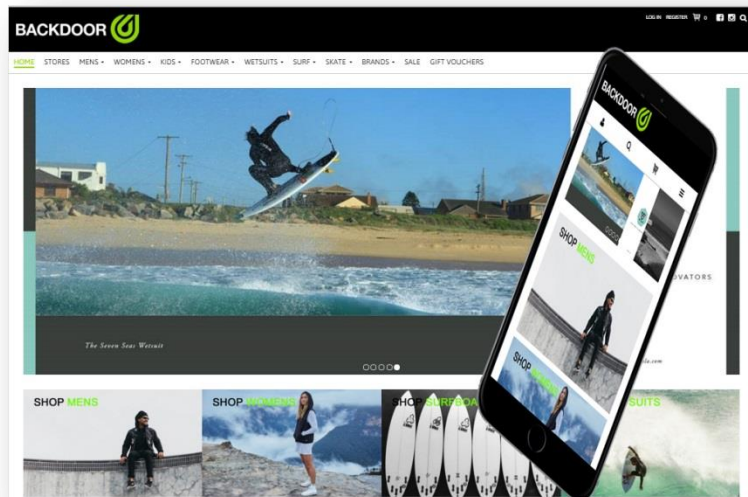 BACKDOOR
LOG IN REGISTER 0
HOME STORES MENS WOMENS KIDS FOOTWEAR WETSUITS SURF SKATE BRANDS SALE GIFT VOUCHERS
The Seven Seas Wetsuit
OVATORS
SHOP MENS
SHOP WOMENS
SHOP SURFBOA
SUITS
BACKDOOR
SHOP MENS
SHOP WOMENS